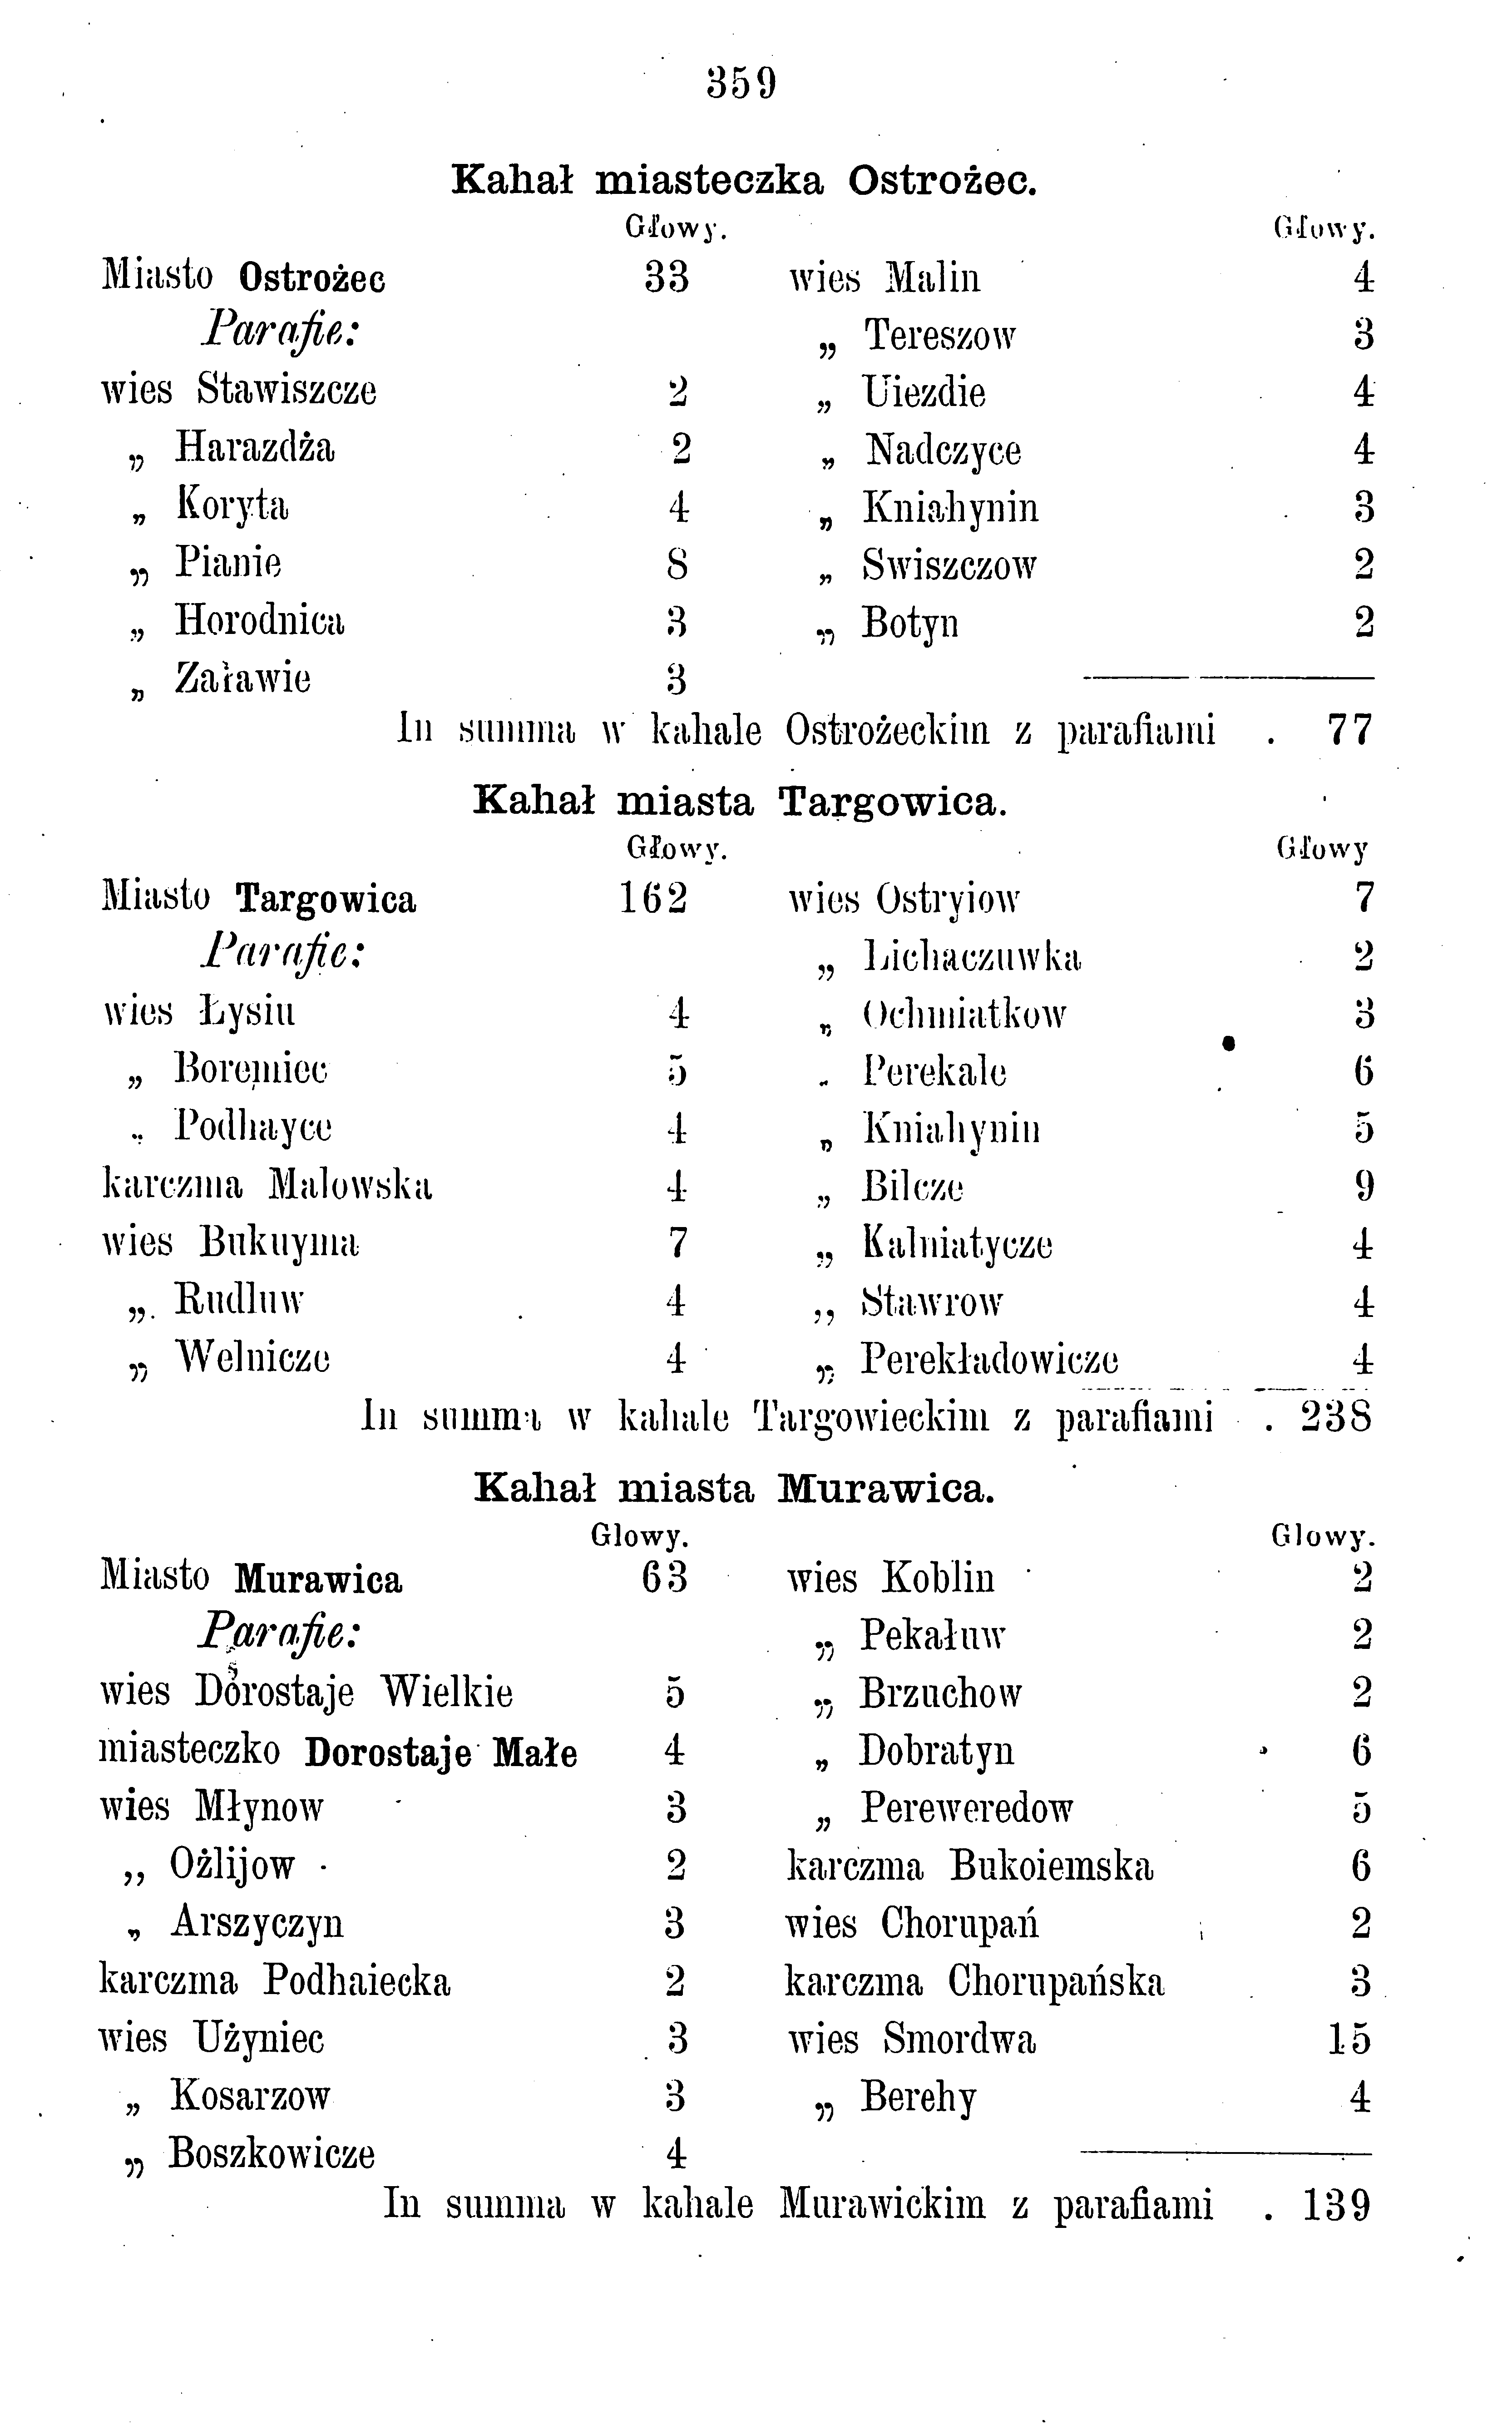 359
Kahał miasteczka Ostrożec.
Głowy. Głowy.
Miasto Ostrożec 33 wies Malin 4
Parafie: „ Tereszow 3
wies Stawiszcze 2 „ Uiezdie 4
„ Harazdża 2 „ Nadczyce 4
„ Koryta 4 „ Kniahynin 3
„ Pianie 8 „ Swiszczow 2
„ Horodnica 3 „ Botyn 2
„ Załawie 3
In summa w kahale Ostrożeckim z parafiami . 77
Kahał miasta Targowica.
Głowy. Głowy
Miasto Targowica 162 wies Ostryiow 7
Parafie: „ Lichaczuwka 2
wies Łysiu 4 „ Ochmiatkow 3
„ Boremiec 5 „ Perekale 6
„ Podhayce 4 „ Kniahynin 5
karczma Malowska 4 „ Bilcze 9
wies Bukuyma 7 „ Kalniatycze 4
„ Rudluw 4 ,, Stawrow 4
„ Welnicze 4 „ Perekładowicze 4
In summa w kahale Targowieckim z parafiami . 238
Kahał miasta Murawica.
Glowy. Glowy.
Miasto Murawica 63 wies Koblin 2
Parafie: „ Pekałuw 2
wies Dorostaje Wielkie 5 „ Brzuchow 2
miasteczko Dorostaje Małe 4 „ Dobratyn 6
wies Młynow 3 „ Pereweredow 5
,, Ożlijow 2 karczma Bukoiemska 6
„ Arszyczyn 3 wies Chorupań 2
karczma Podhaiecka 2 karczma Chorupańska 3
wies Użyniec 3 wies Smordwa 15
„ Kosarzow 3 „ Berehy 4
„ Boszkowicze 4
In summa w kahale Murawickim z parafiami . 139